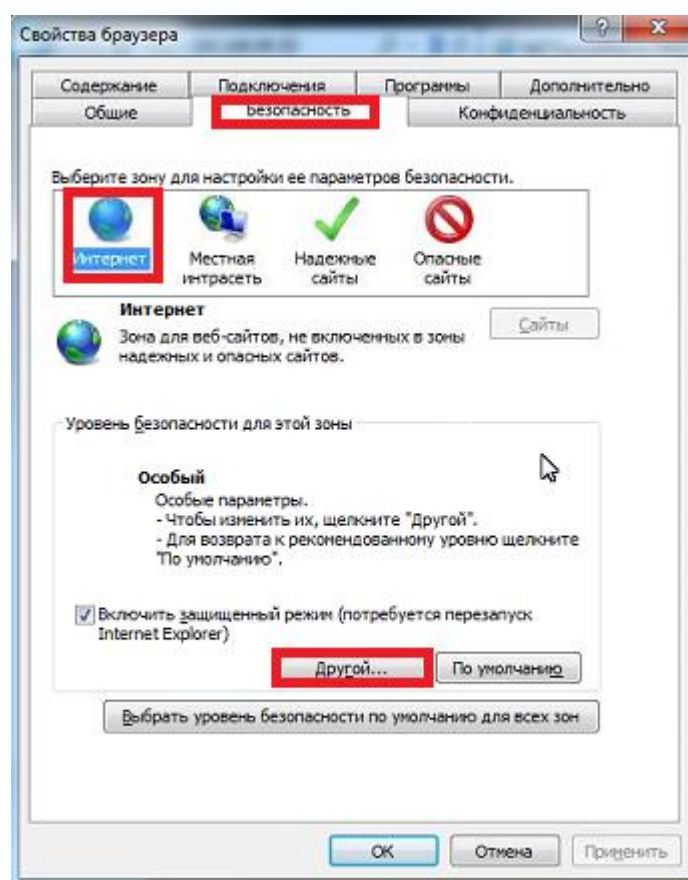 Свойства браузера
Содержание Подключения Программы Дополнительно
Общие Безопасность Конфиденциальность
Выберите зону для настройки ее параметров безопасности.
Интернет Местная интрасеть Надежные сайты Опасные сайты
Интернет
Сайты
Зона для веб-сайтов, не включенных в зоны
надежных и опасных сайтов.
Уровень безопасности для этой зоны
Особый
Особые параметры.
- Чтобы изменить их, щелкните "Другой".
- Для возврата к рекомендованному уровню щелкните
"По умолчанию".
Включить защищенный режим (потребуется перезапуск
Internet Explorer)
Другой... По умолчанию
Выбрать уровень безопасности по умолчанию для всех зон
ОК Отмена Применить